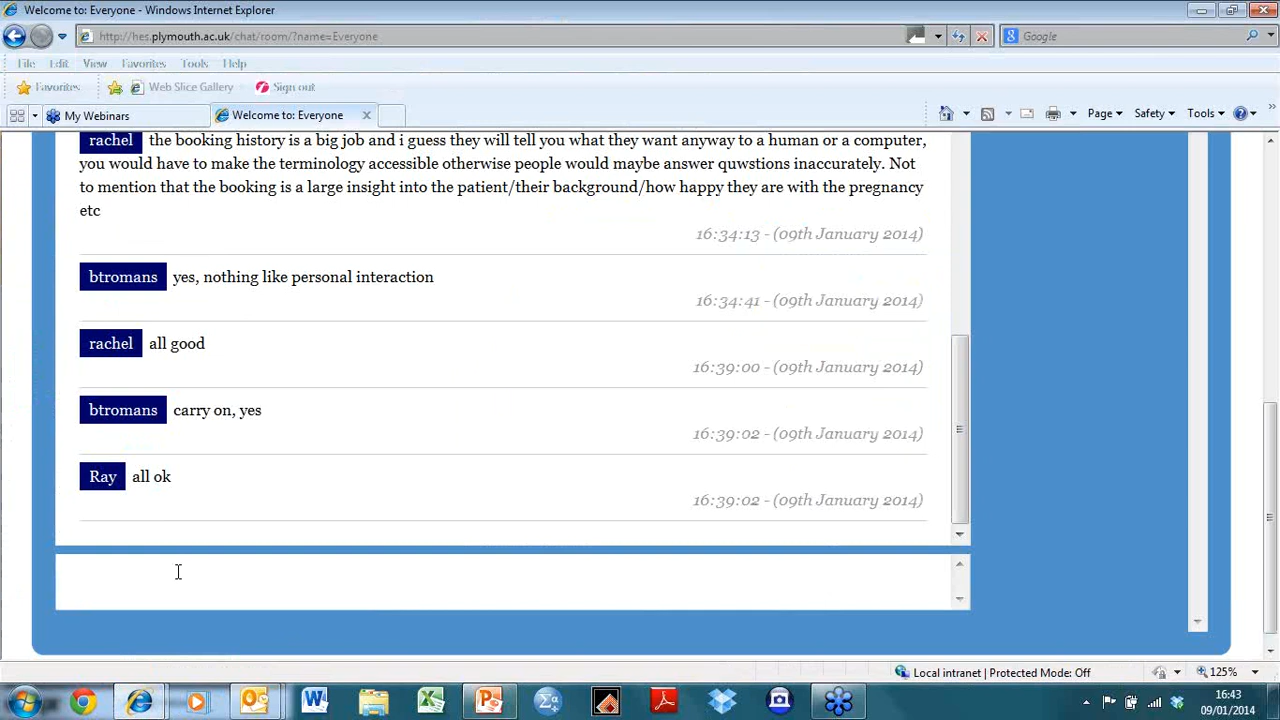 Welcome to: Everyone - Windows Internet Explorer
http://hes.plymouth.ac.uk/chat/room/?name=Everyone
Google
File Edit View Favorites Tools Help
Favorites Web Slice Gallery Sign out
My Webinars Welcome to: Everyone Page Safety Tools
rachel the booking history is a big job and i guess they will tell you what they want anyway to a human or a computer,
you would have to make the terminology accessible otherwise people would maybe answer quwstions inaccurately. Not
to mention that the booking is a large insight into the patient/their background/how happy they are with the pregnancy
etc
16:34:13 - (09th January 2014)
btromans yes, nothing like personal interaction
16:34:41 - (09th January 2014)
rachel all good
16:39:00 - (09th January 2014)
btromans carry on, yes
16:39:02 - (09th January 2014)
Ray all ok
16:39:02 - (09th January 2014)
Local intranet | Protected Mode: Off 125%
16:43
09/01/2014